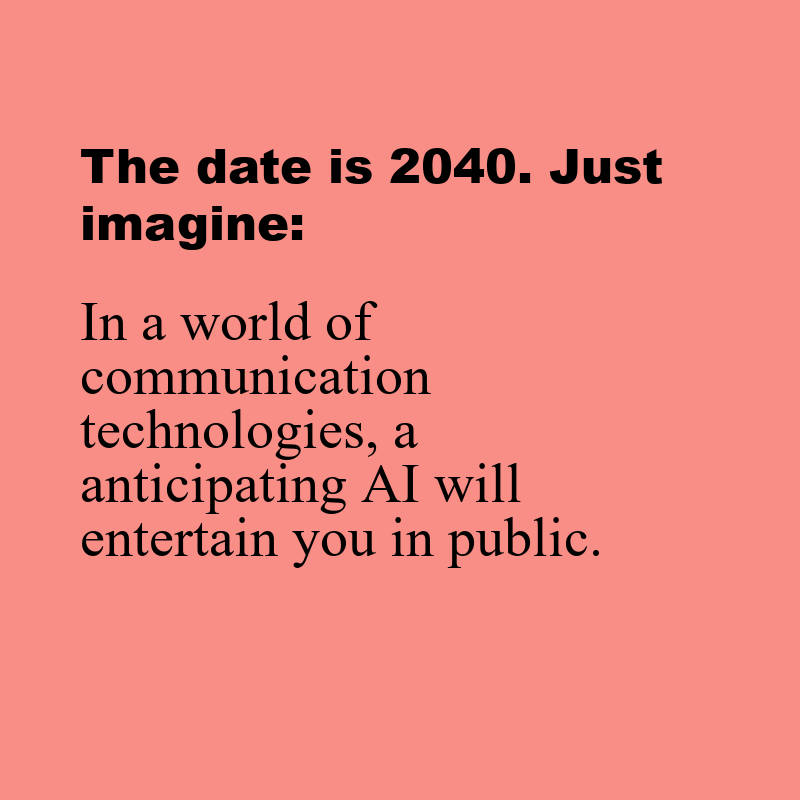 The date is 2040. Just
imagine:
In a world of
communication
technologies, a
anticipating AI will
entertain you in public.